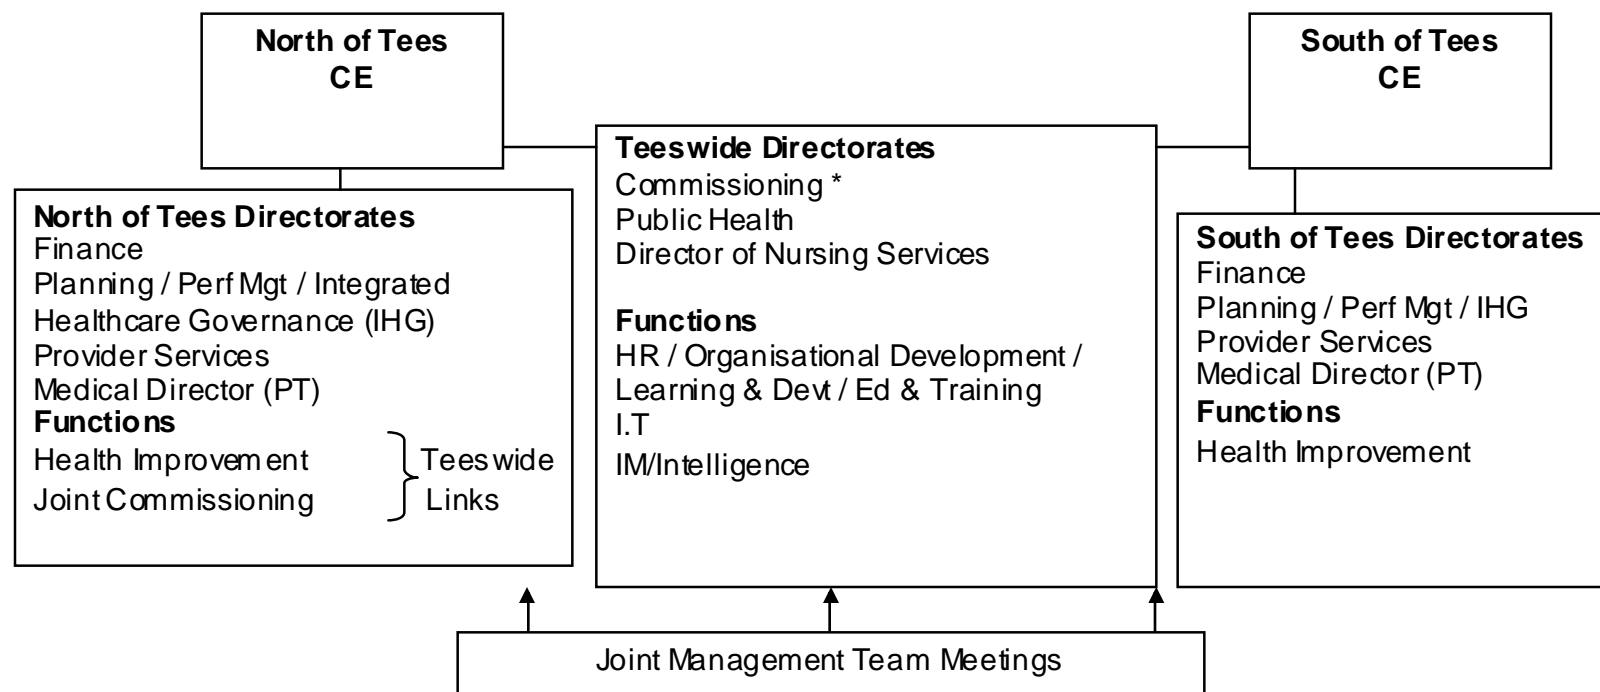 North of Tees
CE
South of Tees
CE
Teeswide Directorates
Commissioning *
Public Health
Director of Nursing Services
Functions
HR / Organisational Development /
Learning & Devt / Ed & Training
I.T
IM/Intelligence
North of Tees Directorates
Finance
Planning / Perf Mgt / Integrated
Healthcare Governance (IHG)
Provider Services
Medical Director (PT)
Functions
Health Improvement
Joint Commissioning
Teeswide
Links
South of Tees Directorates
Finance
Planning / Perf Mgt / IHG
Provider Services
Medical Director (PT)
Functions
Health Improvement
Joint Management Team Meetings